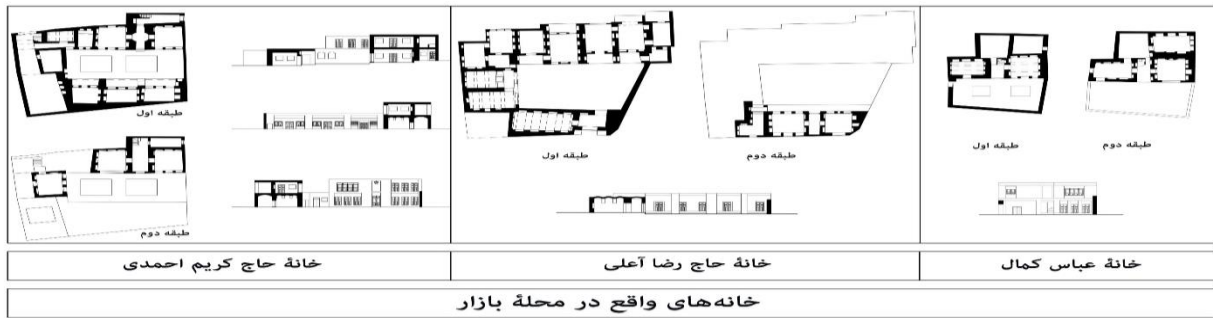 طبقه اول
طبقه دوم
خانهٔ حاج کریم احمدی
طبقه اول
طبقه دوم
خانهٔ حاج رضا آعلی
طبقه اول
طبقه دوم
خانهٔ عباس کمال
خانه‌های واقع در محلهٔ بازار